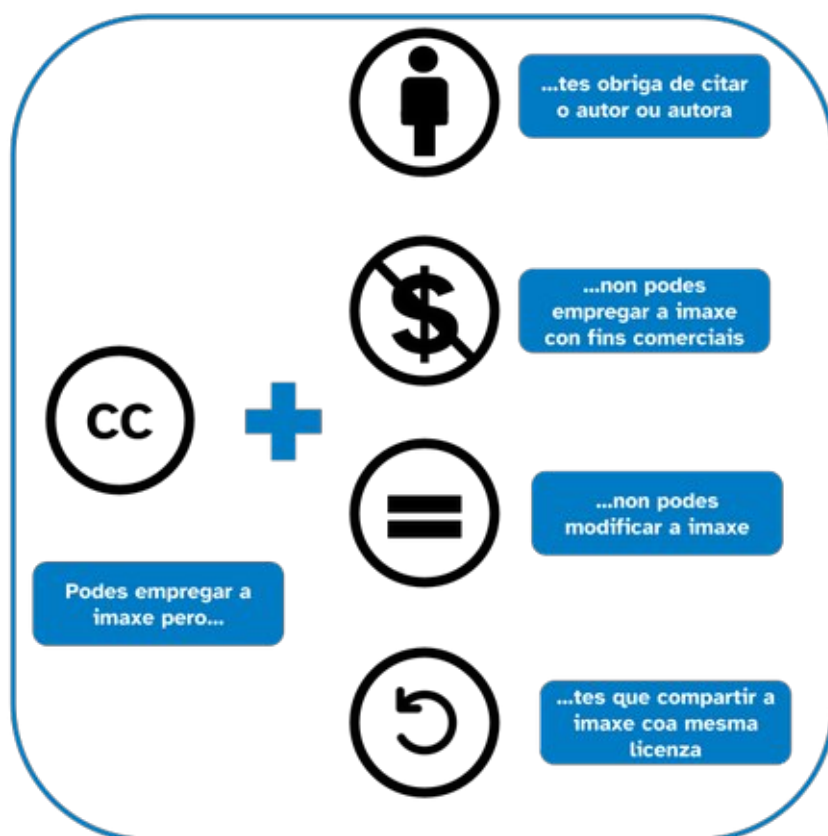 ...tes obriga de citar
o autor ou autora
$
...non podes
empregar a imaxe
con fins comerciais
CC
...non podes
modificar a imaxe
Podes empregar a
imaxe pero...
...tes que compartir a
imaxe coa mesma
licenza